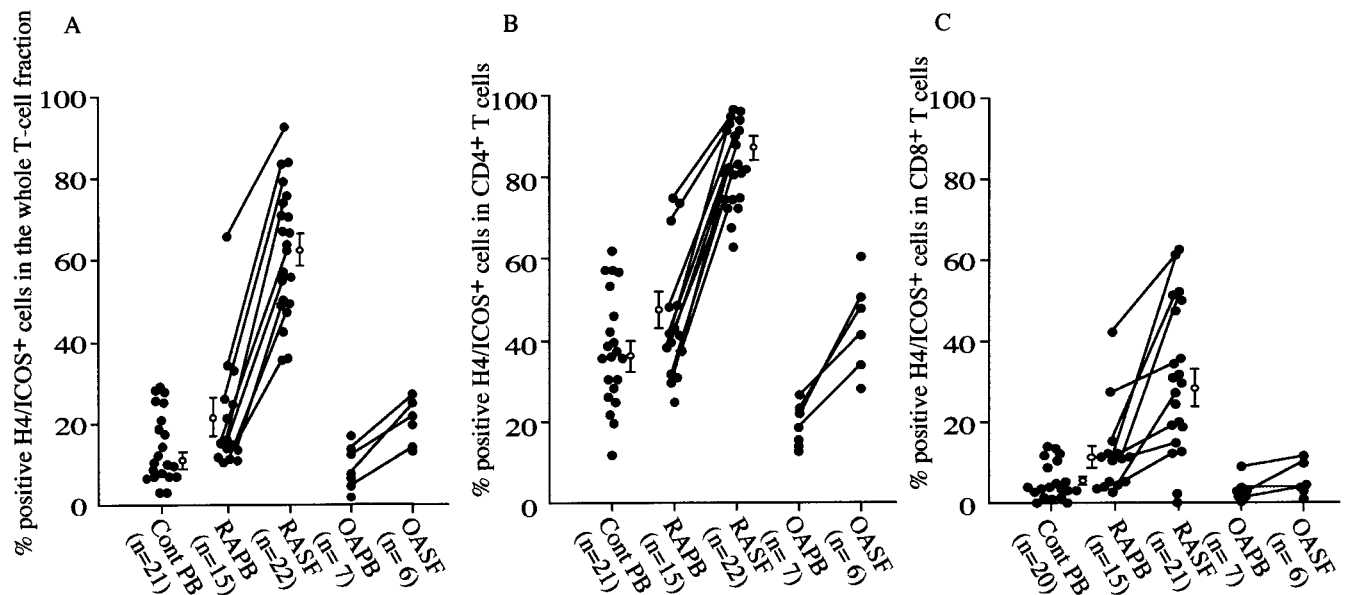 A
B
C
% positive H4/ICOS+ cells in the whole T-cell fraction
100
80
60
40
20
0
Cont PB
(n=21)
RAPB
(n=15)
RASF
(n=22)
OAPB
(n= 7)
OASF
(n= 6)
% positive H4/ICOS+ cells in CD4+ T cells
100
80
60
40
20
0
Cont PB
(n=21)
RAPB
(n=15)
RASF
(n=22)
OAPB
(n= 7)
OASF
(n= 6)
% positive H4/ICOS+ cells in CD8+ T cells
100
80
60
40
20
0
Cont PB
(n=20)
RAPB
(n=15)
RASF
(n=21)
OAPB
(n= 7)
OASF
(n= 6)